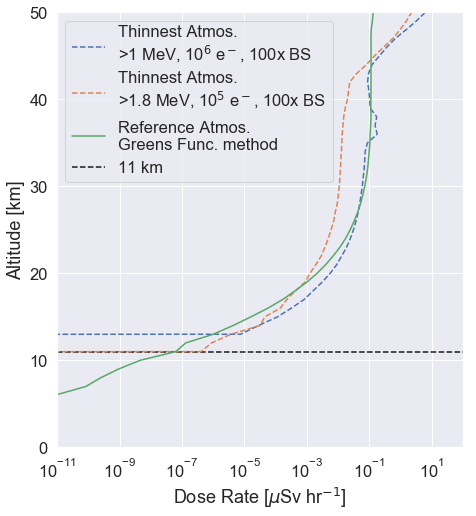 50
40
30
20
10
0
Altitude [km]
Thinnest Atmos.
>1 MeV, 10⁶ e⁻, 100x BS
Thinnest Atmos.
>1.8 MeV, 10⁵ e⁻, 100x BS
Reference Atmos.
Greens Func. method
11 km
10⁻¹¹ 10⁻⁹ 10⁻⁷ 10⁻⁵ 10⁻³ 10⁻¹ 10¹
Dose Rate [μSv hr⁻¹]